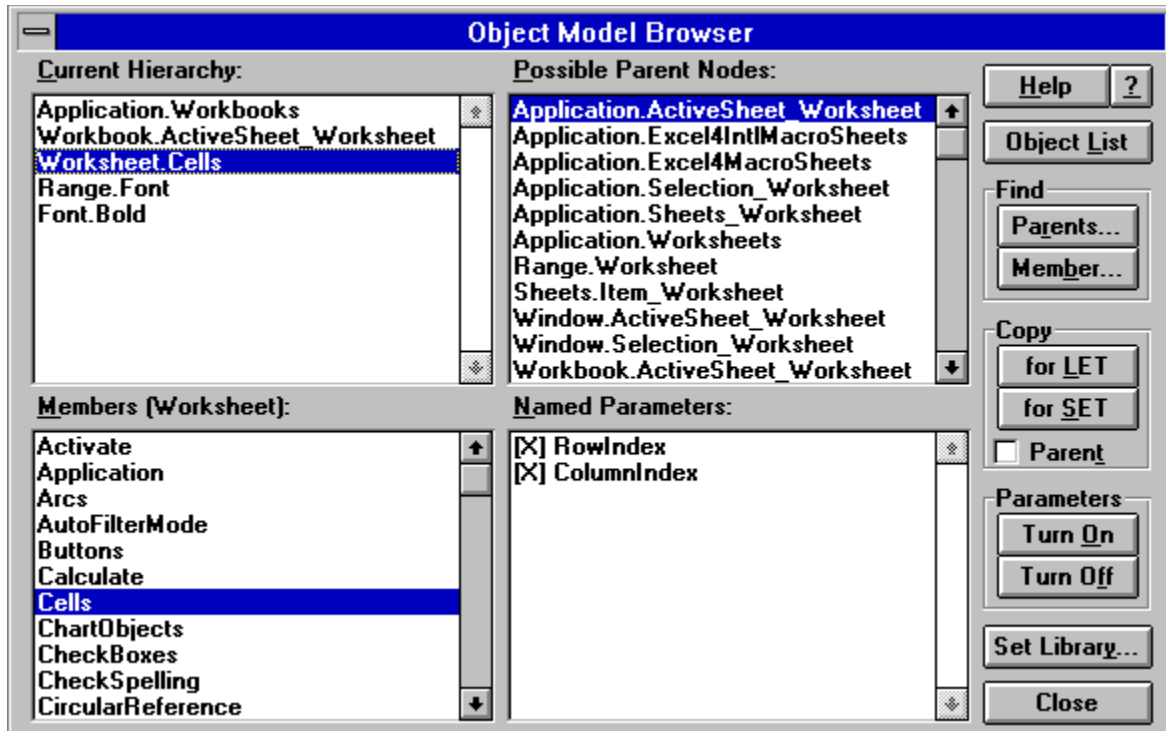 Object Model Browser
Current Hierarchy:
Application.Workbooks
Workbook.ActiveSheet_Worksheet
Worksheet.Cells
Range.Font
Font.Bold
Possible Parent Nodes:
Application.ActiveSheet_Worksheet
Application.Excel4IntlMacroSheets
Application.Excel4MacroSheets
Application.Selection_Worksheet
Application.Sheets_Worksheet
Application.Worksheets
Range.Worksheet
Sheets.Item_Worksheet
Window.ActiveSheet_Worksheet
Window.Selection_Worksheet
Workbook.ActiveSheet_Worksheet
Members (Worksheet):
Activate
Application
Arcs
AutoFilterMode
Buttons
Calculate
Cells
ChartObjects
CheckBoxes
CheckSpelling
CircularReference
Named Parameters:
[X] RowIndex
[X] ColumnIndex
Help ?
Object List
Find
Parents...
Member...
Copy
for LET
for SET
Parent
Parameters
Turn On
Turn Off
Set Library...
Close